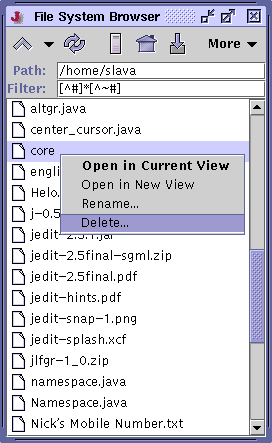 File System Browser
More
Path: /home/slava
Filter: [^#]*[^~#]
altgr.java
center_cursor.java
core
Open in Current View
engli
Open in New View
Helo.
Rename...
j-0.5
Delete...
jedit-2.5.1.jar
jedit-2.5final-sgml.zip
jedit-2.5final.pdf
jedit-hints.pdf
jedit-snap-1.png
jedit-splash.xcf
jlfgr-1_0.zip
namespace.java
Namespace.java
Nick's Mobile Number.txt